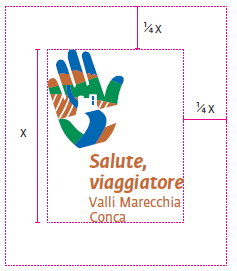 ¼ x
¼ x
x
Salute,
viaggiatore
Valli Marecchia
Conca